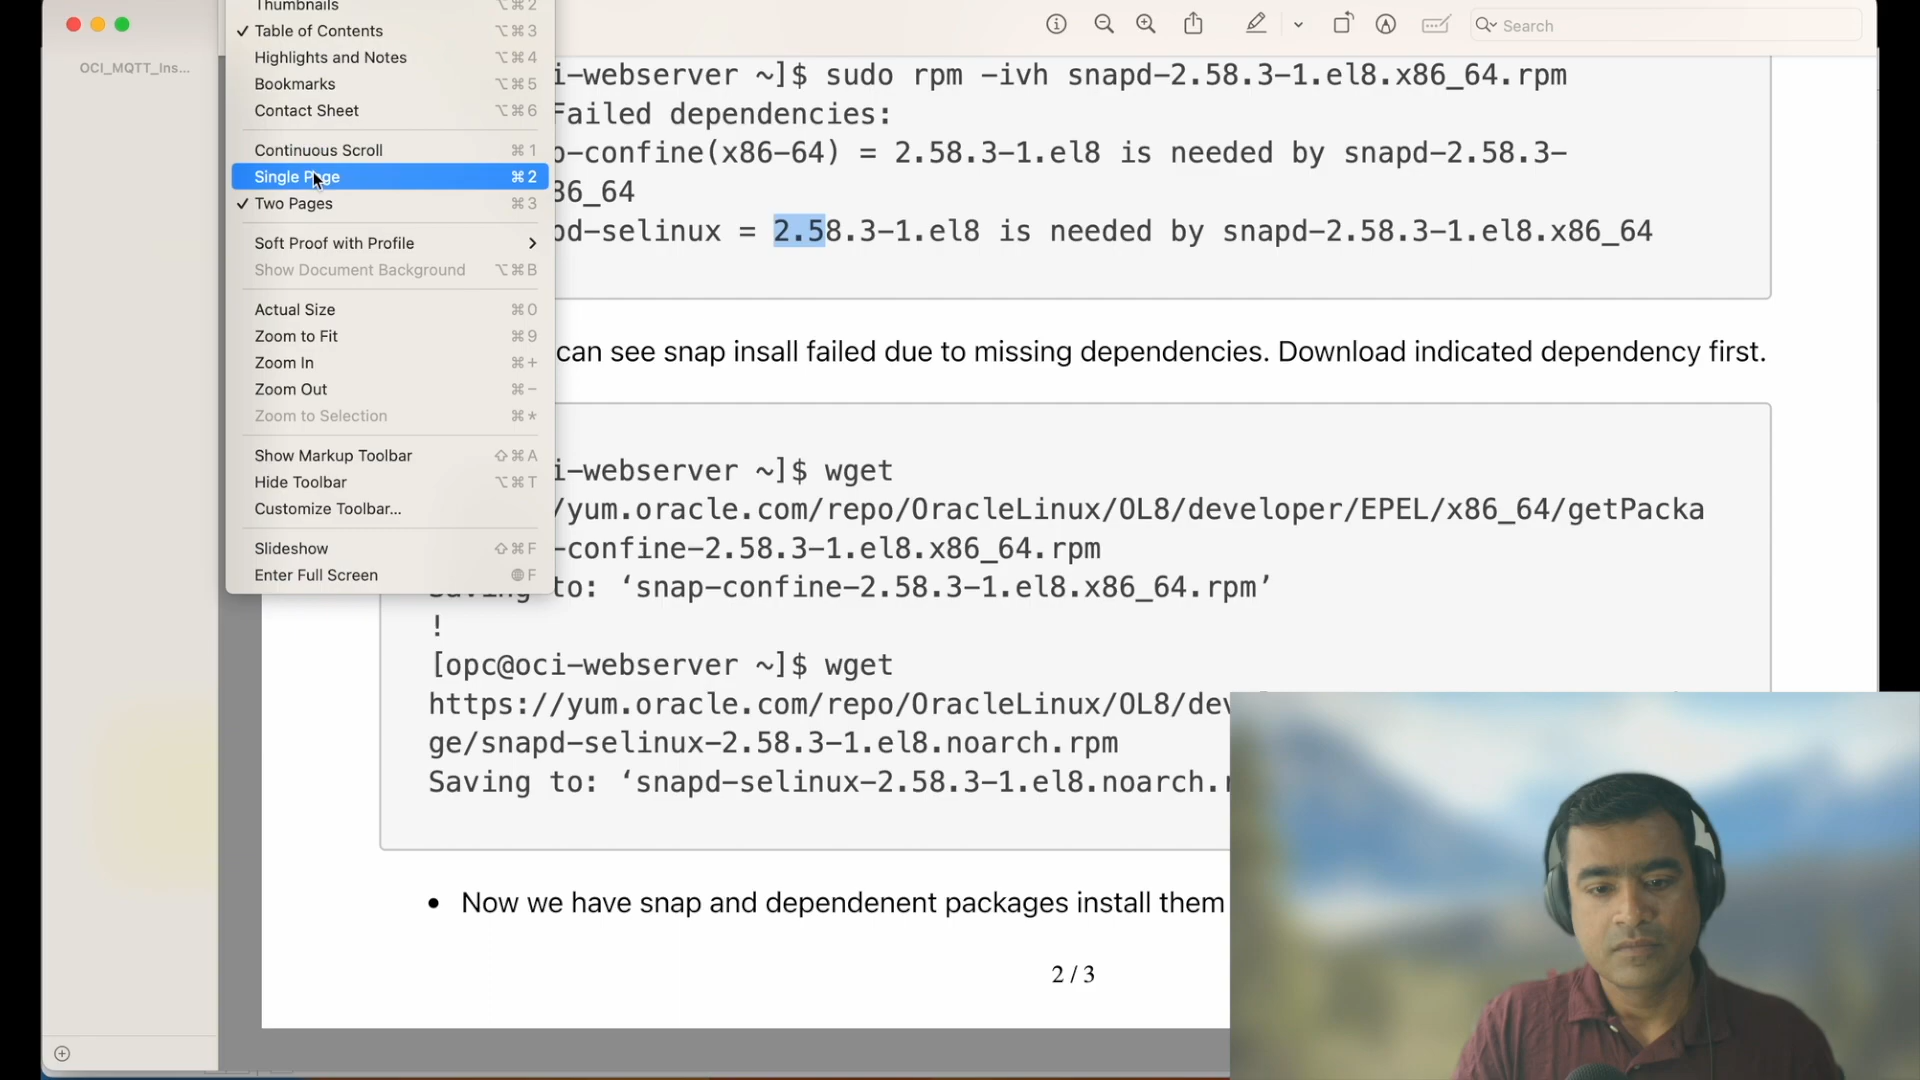 OCI_MQTT_Ins...
Thumbnails ⌥⌘2
✓ Table of Contents ⌥⌘3
Highlights and Notes ⌥⌘4
Bookmarks ⌥⌘5
Contact Sheet ⌥⌘6
Continuous Scroll ⌘1
Single Page ⌘2
✓ Two Pages ⌘3
Soft Proof with Profile
Show Document Background ⌥⌘B
Actual Size ⌘0
Zoom to Fit ⌘9
Zoom In ⌘+
Zoom Out ⌘−
Zoom to Selection ⌘*
Show Markup Toolbar ⇧⌘A
Hide Toolbar ⌥⌘T
Customize Toolbar...
Slideshow ⇧⌘F
Enter Full Screen F
Search
i-webserver ~]$ sudo rpm -ivh snapd-2.58.3-1.el8.x86_64.rpm
Failed dependencies:
-confine(x86-64) = 2.58.3-1.el8 is needed by snapd-2.58.3-
86_64
d-selinux = 2.58.3-1.el8 is needed by snapd-2.58.3-1.el8.x86_64
can see snap insall failed due to missing dependencies. Download indicated dependency first.
i-webserver ~]$ wget
/yum.oracle.com/repo/OracleLinux/OL8/developer/EPEL/x86_64/getPacka
-confine-2.58.3-1.el8.x86_64.rpm
Saving to: ‘snap-confine-2.58.3-1.el8.x86_64.rpm’
!
[opc@oci-webserver ~]$ wget
https://yum.oracle.com/repo/OracleLinux/OL8/dev
ge/snapd-selinux-2.58.3-1.el8.noarch.rpm
Saving to: ‘snapd-selinux-2.58.3-1.el8.noarch.r
• Now we have snap and dependenent packages install them
2 / 3